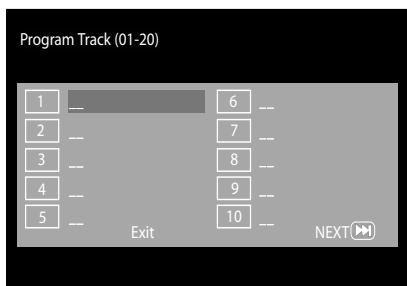 Program Track (01-20)
1 __ 6 __
2 __ 7 __
3 __ 8 __
4 __ 9 __
5 __ 10 __
Exit NEXT